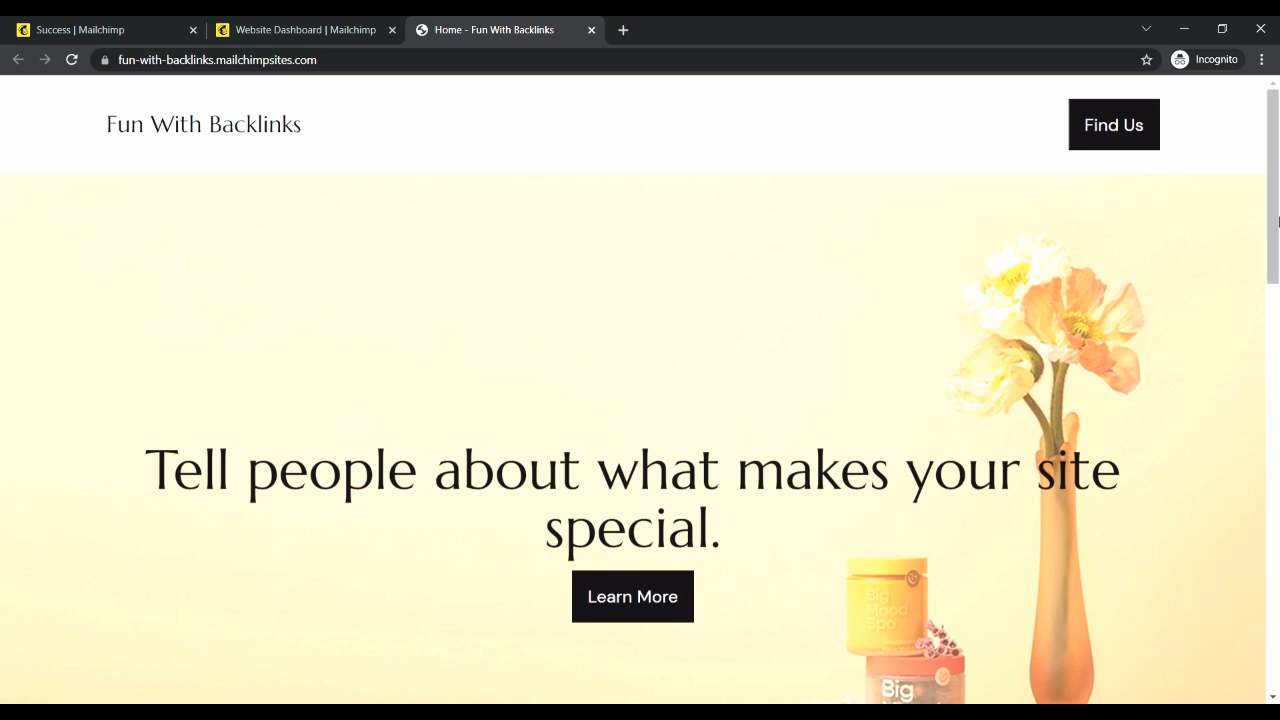 Success | Mailchimp
Website Dashboard | Mailchimp
Home - Fun With Backlinks
fun-with-backlinks.mailchimpsites.com
Incognito
Fun With Backlinks
Find Us
Tell people about what makes your site
special.
Learn More
Big
Mood
Spa
Big